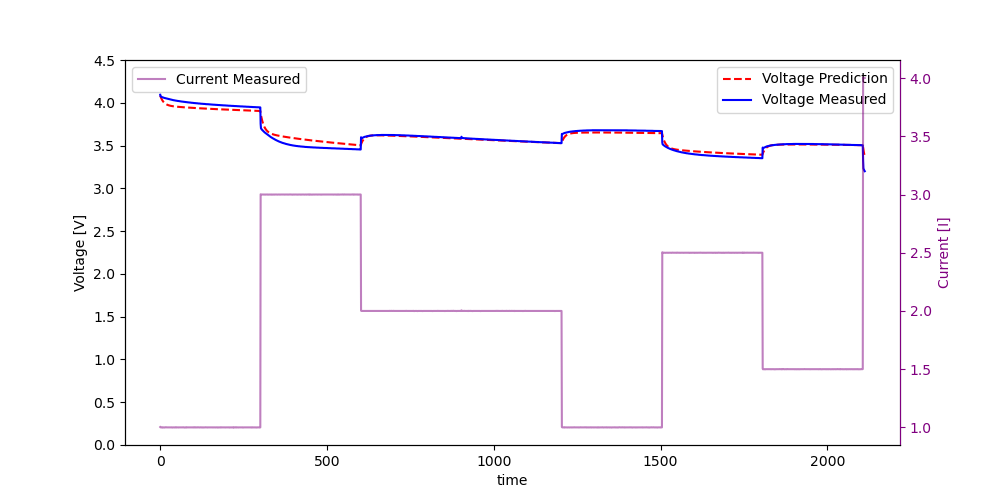 Current Measured
Voltage Prediction
Voltage Measured
4.5
4.0
3.5
3.0
2.5
2.0
1.5
1.0
0.5
0.0
Voltage [V]
4.0
3.5
3.0
2.5
2.0
1.5
1.0
Current [I]
0 500 1000 1500 2000
time